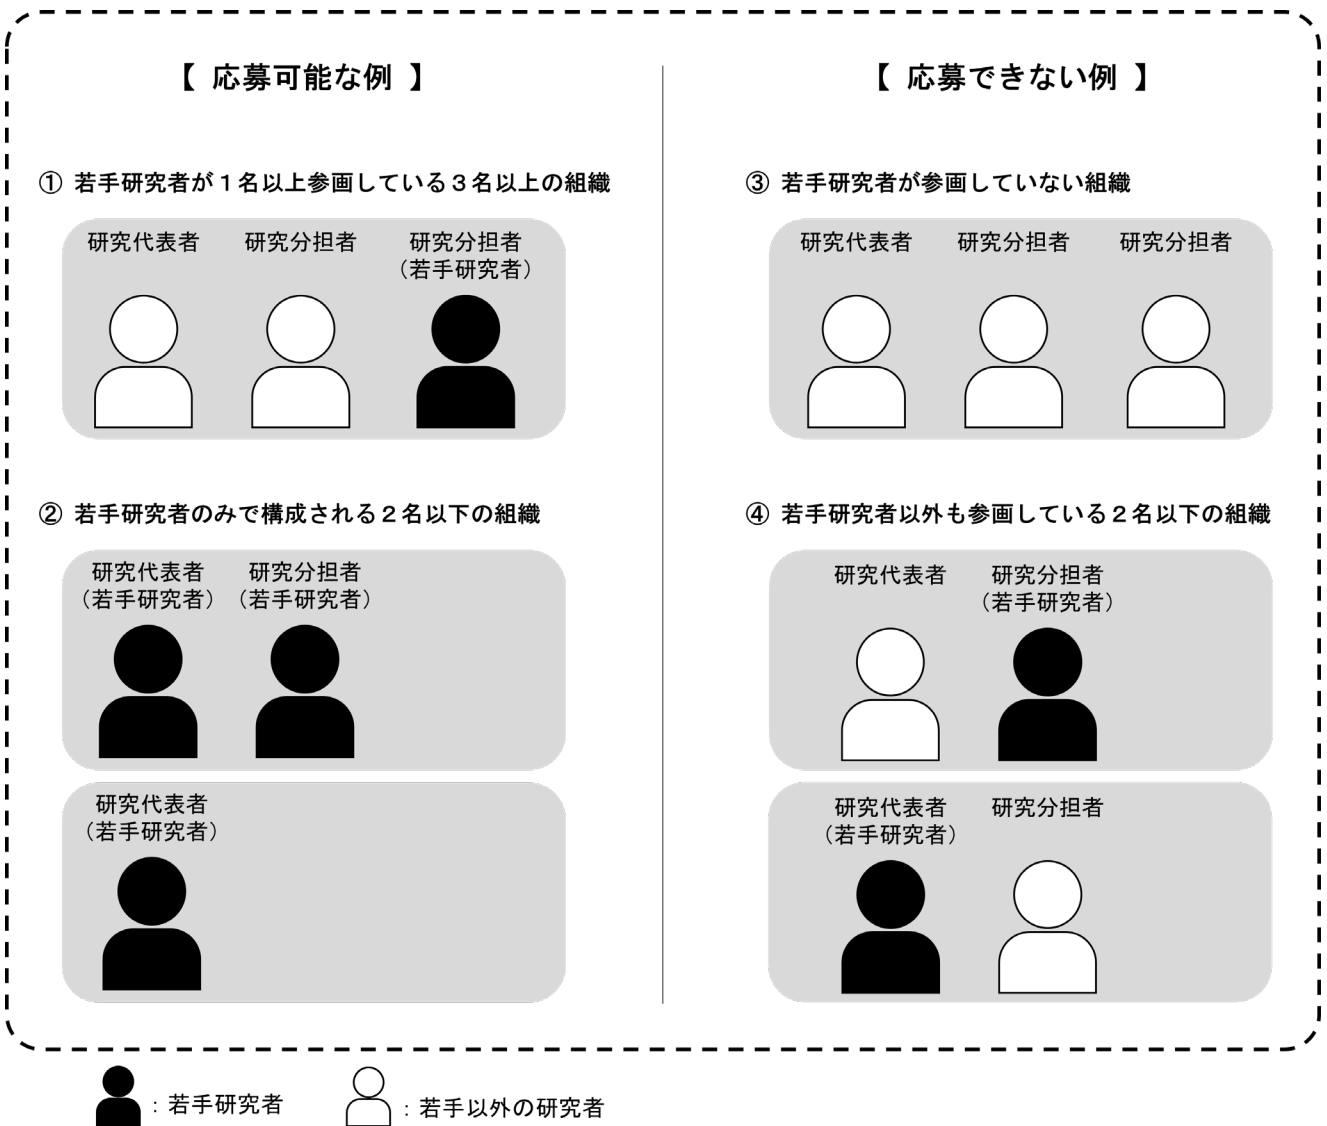 【 応募可能な例 】
① 若手研究者が１名以上参画している３名以上の組織
研究代表者 研究分担者 研究分担者
（若手研究者）
② 若手研究者のみで構成される２名以下の組織
研究代表者 研究分担者
（若手研究者） （若手研究者）
研究代表者
（若手研究者）
【 応募できない例 】
③ 若手研究者が参画していない組織
研究代表者 研究分担者 研究分担者
④ 若手研究者以外も参画している２名以下の組織
研究代表者 研究分担者
（若手研究者）
研究代表者 研究分担者
（若手研究者）
：若手研究者 ：若手以外の研究者